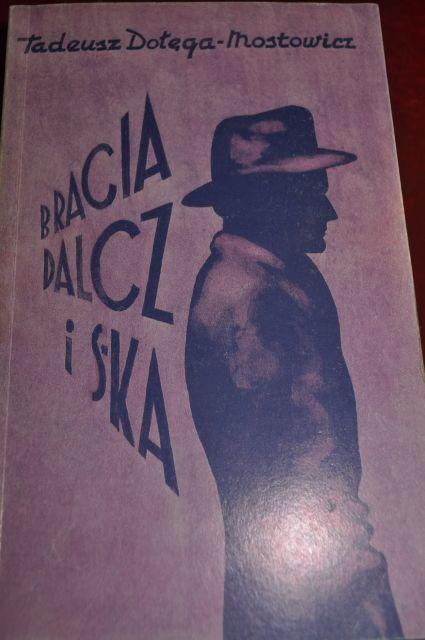 Tadeusz Dołęga-Mostowicz
BRACIA
DALCZ
i S-KA